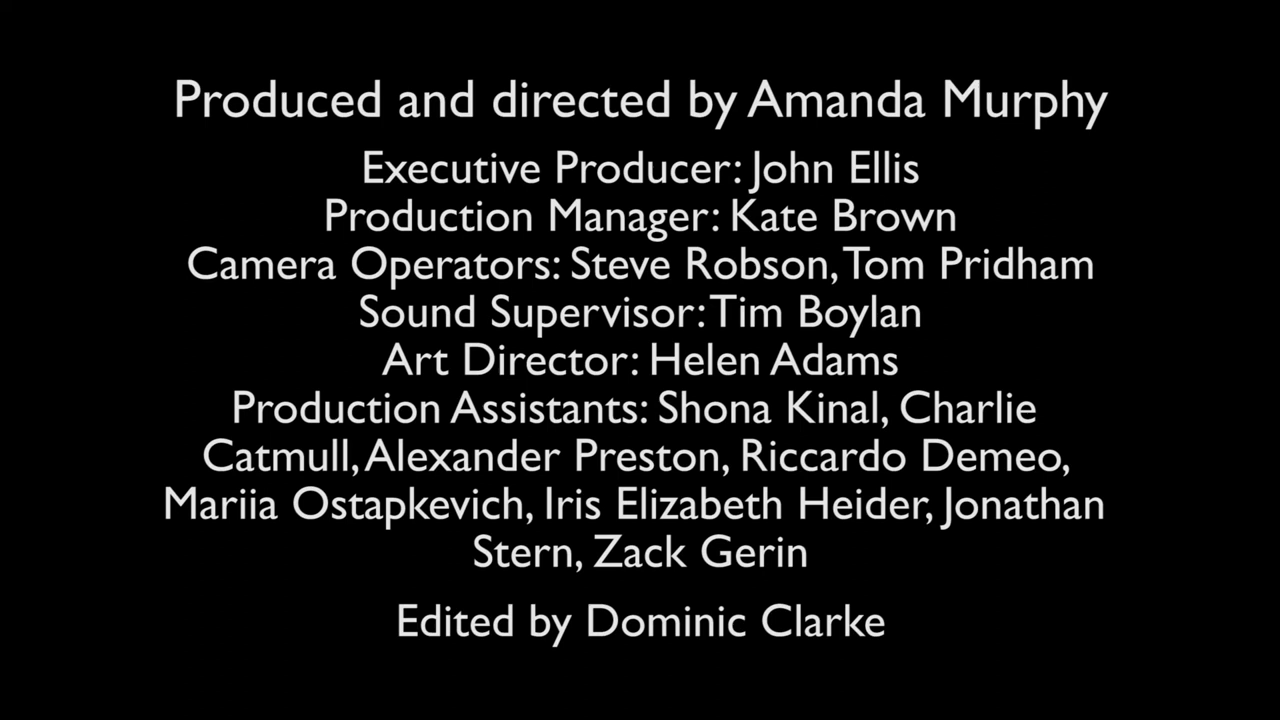 Produced and directed by Amanda Murphy
Executive Producer: John Ellis
Production Manager: Kate Brown
Camera Operators: Steve Robson, Tom Pridham
Sound Supervisor: Tim Boylan
Art Director: Helen Adams
Production Assistants: Shona Kinal, Charlie
Catmull, Alexander Preston, Riccardo Demeo,
Mariia Ostapkevich, Iris Elizabeth Heider, Jonathan
Stern, Zack Gerin
Edited by Dominic Clarke